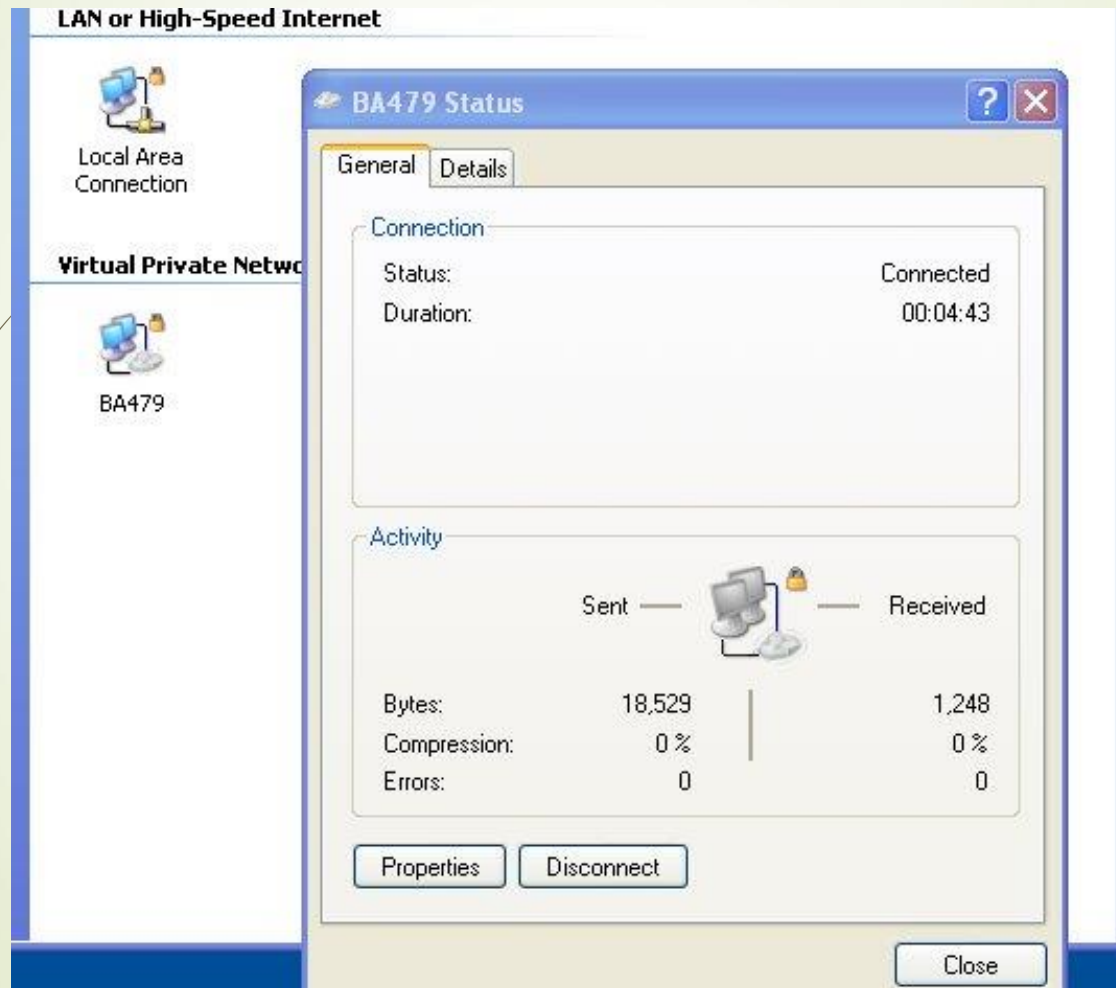 LAN or High-Speed Internet
Local Area
Connection
Virtual Private Netwo
BA479
BA479 Status
General Details
Connection
Status: Connected
Duration: 00:04:43
Activity
Sent Received
Bytes: 18,529 1,248
Compression: 0 % 0 %
Errors: 0 0
Properties Disconnect
Close